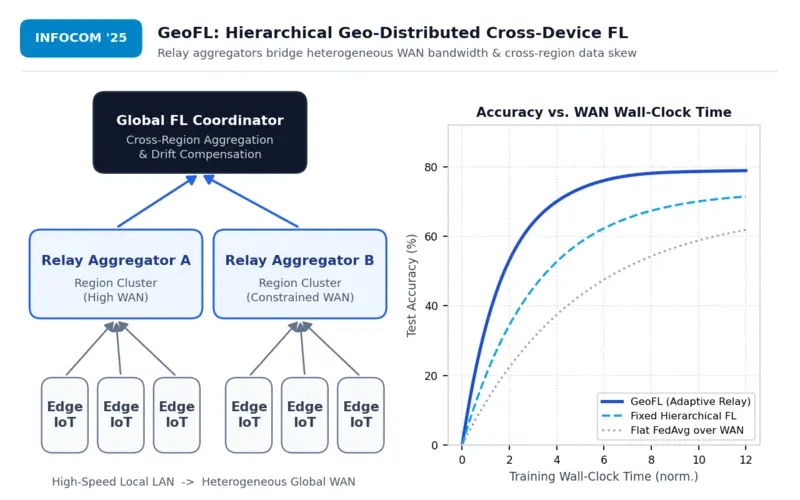 INFOCOM '25
GeoFL: Hierarchical Geo-Distributed Cross-Device FL
Relay aggregators bridge heterogeneous WAN bandwidth & cross-region data skew
Global FL Coordinator
Cross-Region Aggregation
& Drift Compensation
Relay Aggregator A
Region Cluster
(High WAN)
Relay Aggregator B
Region Cluster
(Constrained WAN)
Edge
IoT
Edge
IoT
Edge
IoT
Edge
IoT
Edge
IoT
Edge
IoT
High-Speed Local LAN -> Heterogeneous Global WAN
Accuracy vs. WAN Wall-Clock Time
Test Accuracy (%)
80
60
40
20
0
GeoFL (Adaptive Relay)
Fixed Hierarchical FL
Flat FedAvg over WAN
0 2 4 6 8 10 12
Training Wall-Clock Time (norm.)